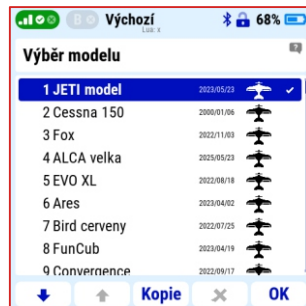 B Výchozí 68%
Lua: x
Výběr modelu ?
1 JETI model 2023/05/23
2 Cessna 150 2000/01/06
3 Fox 2022/11/03
4 ALCA velka 2025/05/23
5 EVO XL 2022/08/18
6 Ares 2023/04/02
7 Bird cerveny 2022/07/25
8 FunCub 2023/04/19
9 Convergence 2022/09/17
Kopie OK